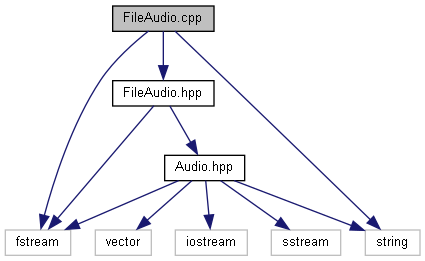 FileAudio.cpp
FileAudio.hpp
Audio.hpp
fstream
vector
iostream
sstream
string